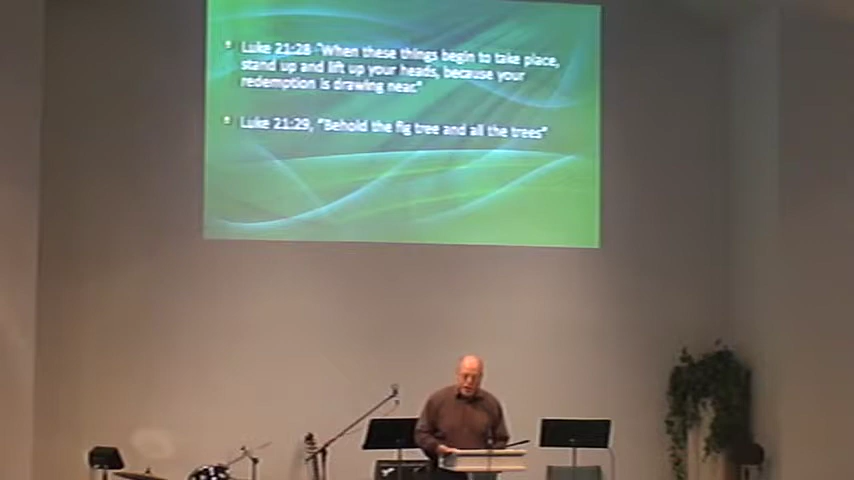 Luke 21:28 "When these things begin to take place,
stand up and lift up your heads, because your
redemption is drawing near."
Luke 21:29, "Behold the fig tree and all the trees"